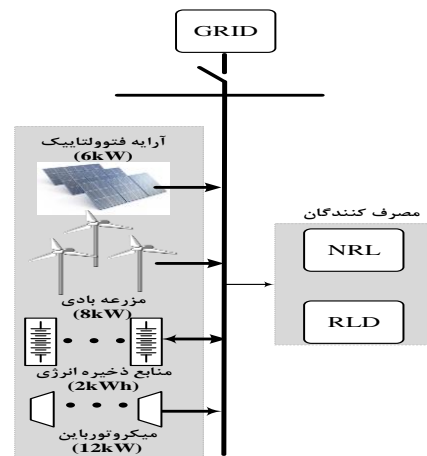 GRID
آرایه فتوولتاییک
(6kW)
مصرف کنندگان
NRL
مزرعه بادی
(8kW)
RLD
منابع ذخیره انرژی
(2kWh)
میکروتورباین
(12kW)